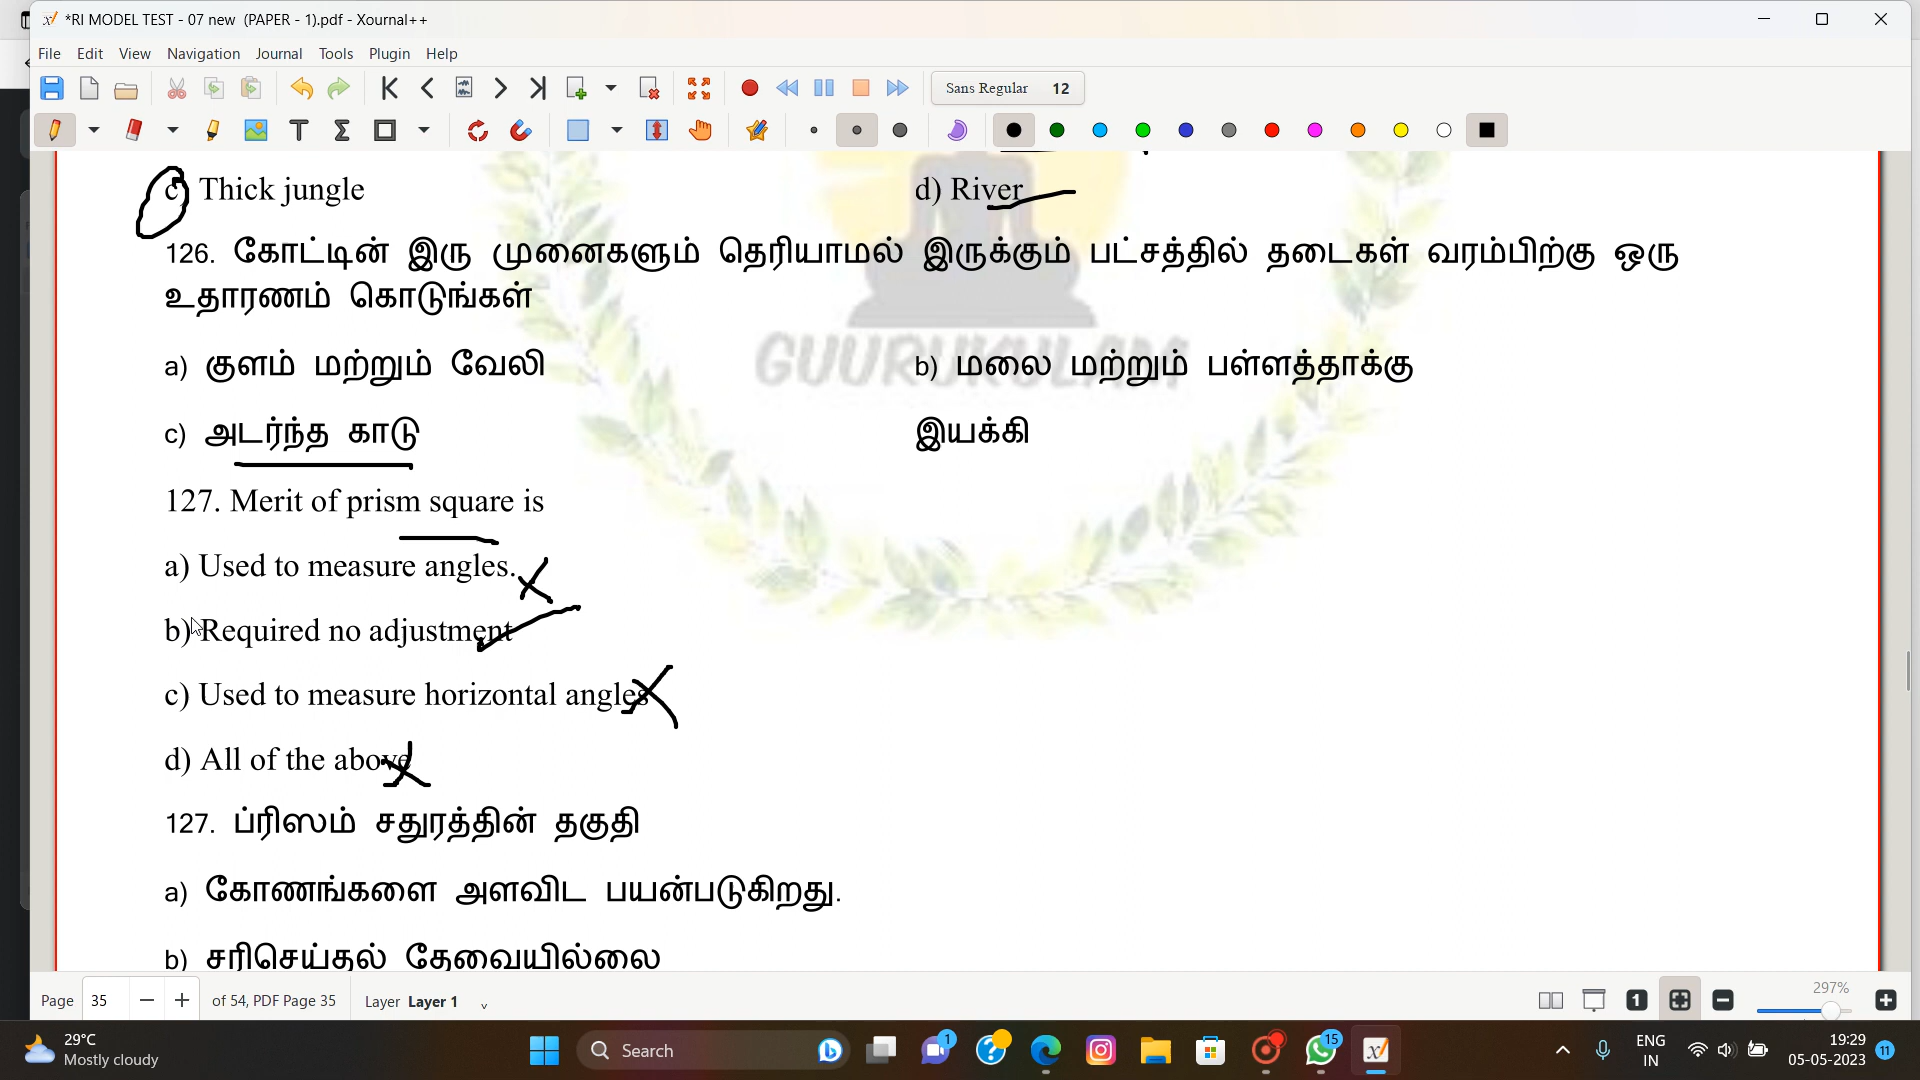 *RI MODEL TEST - 07 new (PAPER - 1).pdf - Xournal++
File Edit View Navigation Journal Tools Plugin Help
Sans Regular 12
c) Thick jungle d) River
126. கோட்டின் இரு முனைகளும் தெரியாமல் இருக்கும் பட்சத்தில் தடைகள் வரம்பிற்கு ஒரு
உதாரணம் கொடுங்கள்
GUURUKULAM
a) குளம் மற்றும் வேலி b) மலை மற்றும் பள்ளத்தாக்கு
c) அடர்ந்த காடு இயக்கி
127. Merit of prism square is
a) Used to measure angles.
b) Required no adjustment
c) Used to measure horizontal angles
d) All of the above
127. ப்ரிஸம் சதுரத்தின் தகுதி
a) கோணங்களை அளவிட பயன்படுகிறது.
b) சரிசெய்தல் தேவையில்லை
297%
Page 35 of 54, PDF Page 35 Layer Layer 1
29°C
Mostly cloudy
Search
1
15
ENG
IN
19:29
05-05-2023
11